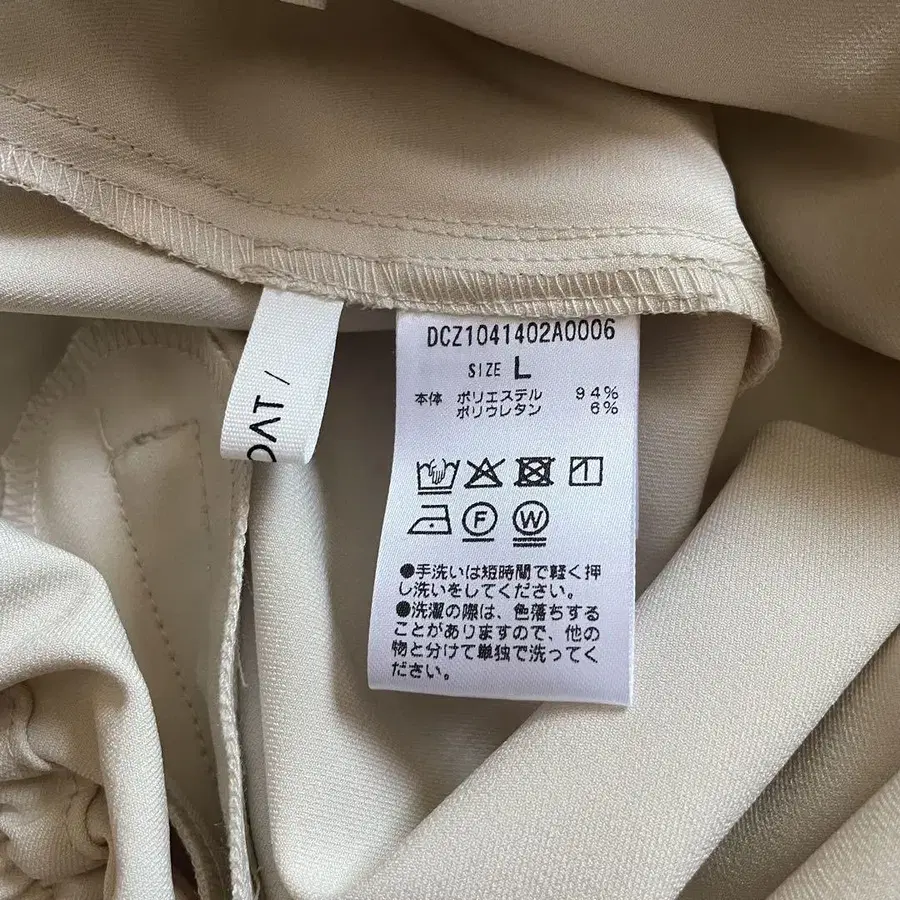 DCZ1041402A0006
SIZE L
本体 ポリエステル 94%
ポリウレタン 6%
F W
●手洗いは短時間で軽く押
し洗いをしてください。
●洗濯の際は、色落ちする
ことがありますので、他の
物と分けて単独で洗ってく
ださい。
OAT/